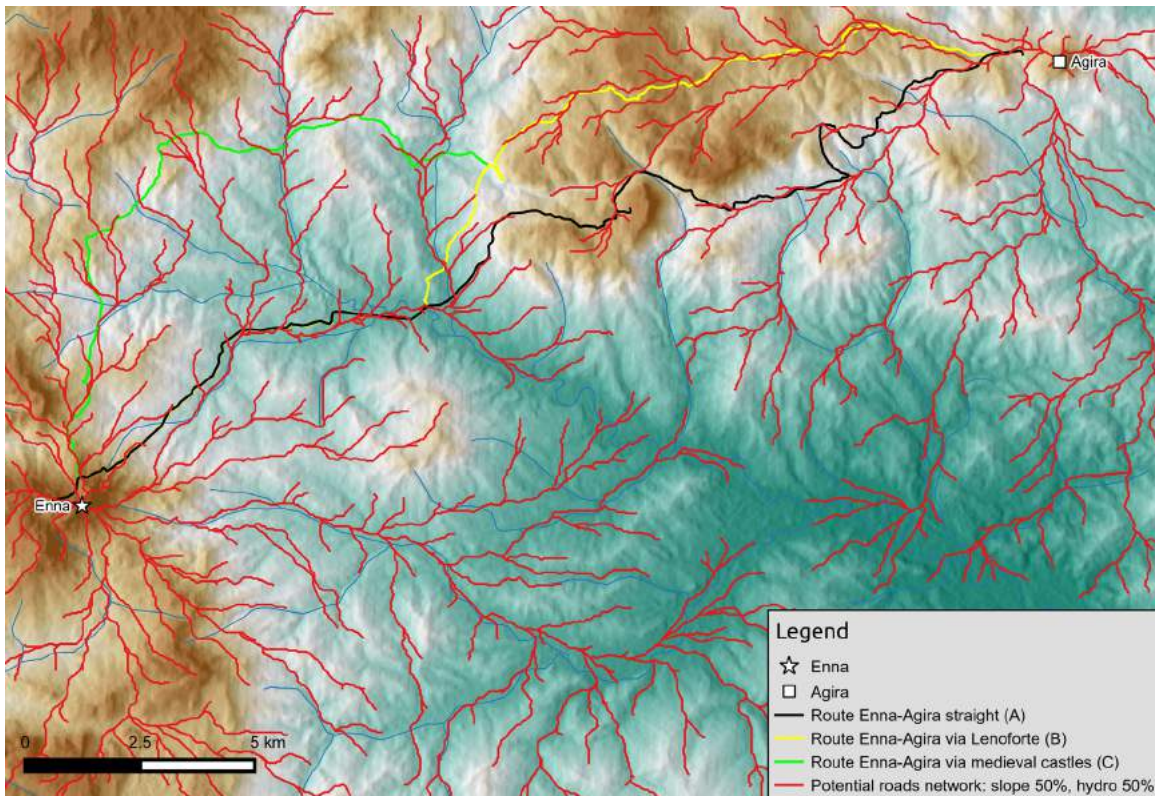 Agira
Enna
0 2.5 5 km
Legend
Enna
Agira
Route Enna-Agira straight (A)
Route Enna-Agira via Lenoforte (B)
Route Enna-Agira via medieval castles (C)
Potential roads network: slope 50%, hydro 50%